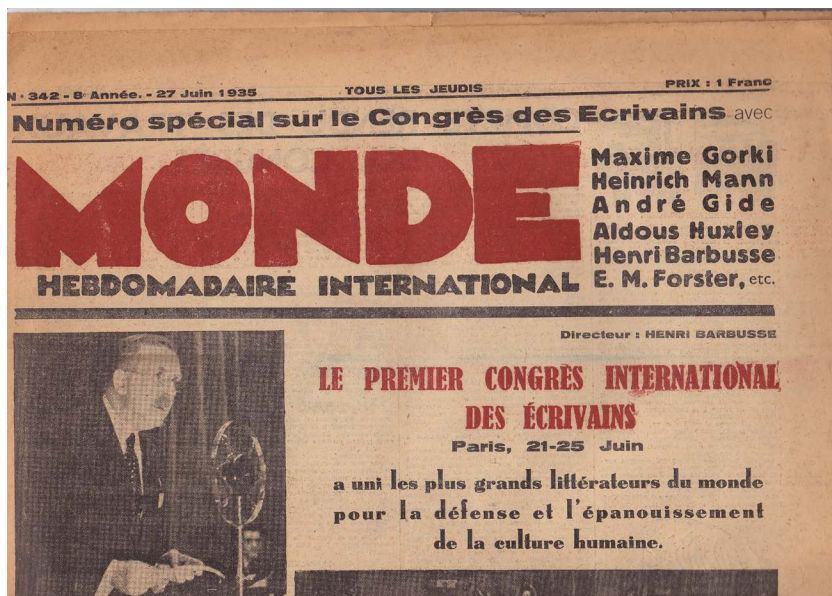 N° 342 - 8e Année. - 27 Juin 1935
TOUS LES JEUDIS
PRIX : 1 Franc
Numéro spécial sur le Congrès des Ecrivains avec
MONDE
HEBDOMADAIRE INTERNATIONAL
Maxime Gorki
Heinrich Mann
André Gide
Aldous Huxley
Henri Barbusse
E. M. Forster, etc.
Directeur : HENRI BARBUSSE
LE PREMIER CONGRÈS INTERNATIONAL
DES ÉCRIVAINS
Paris, 21-25 Juin
a uni les plus grands littérateurs du monde
pour la défense et l'épanouissement
de la culture humaine.